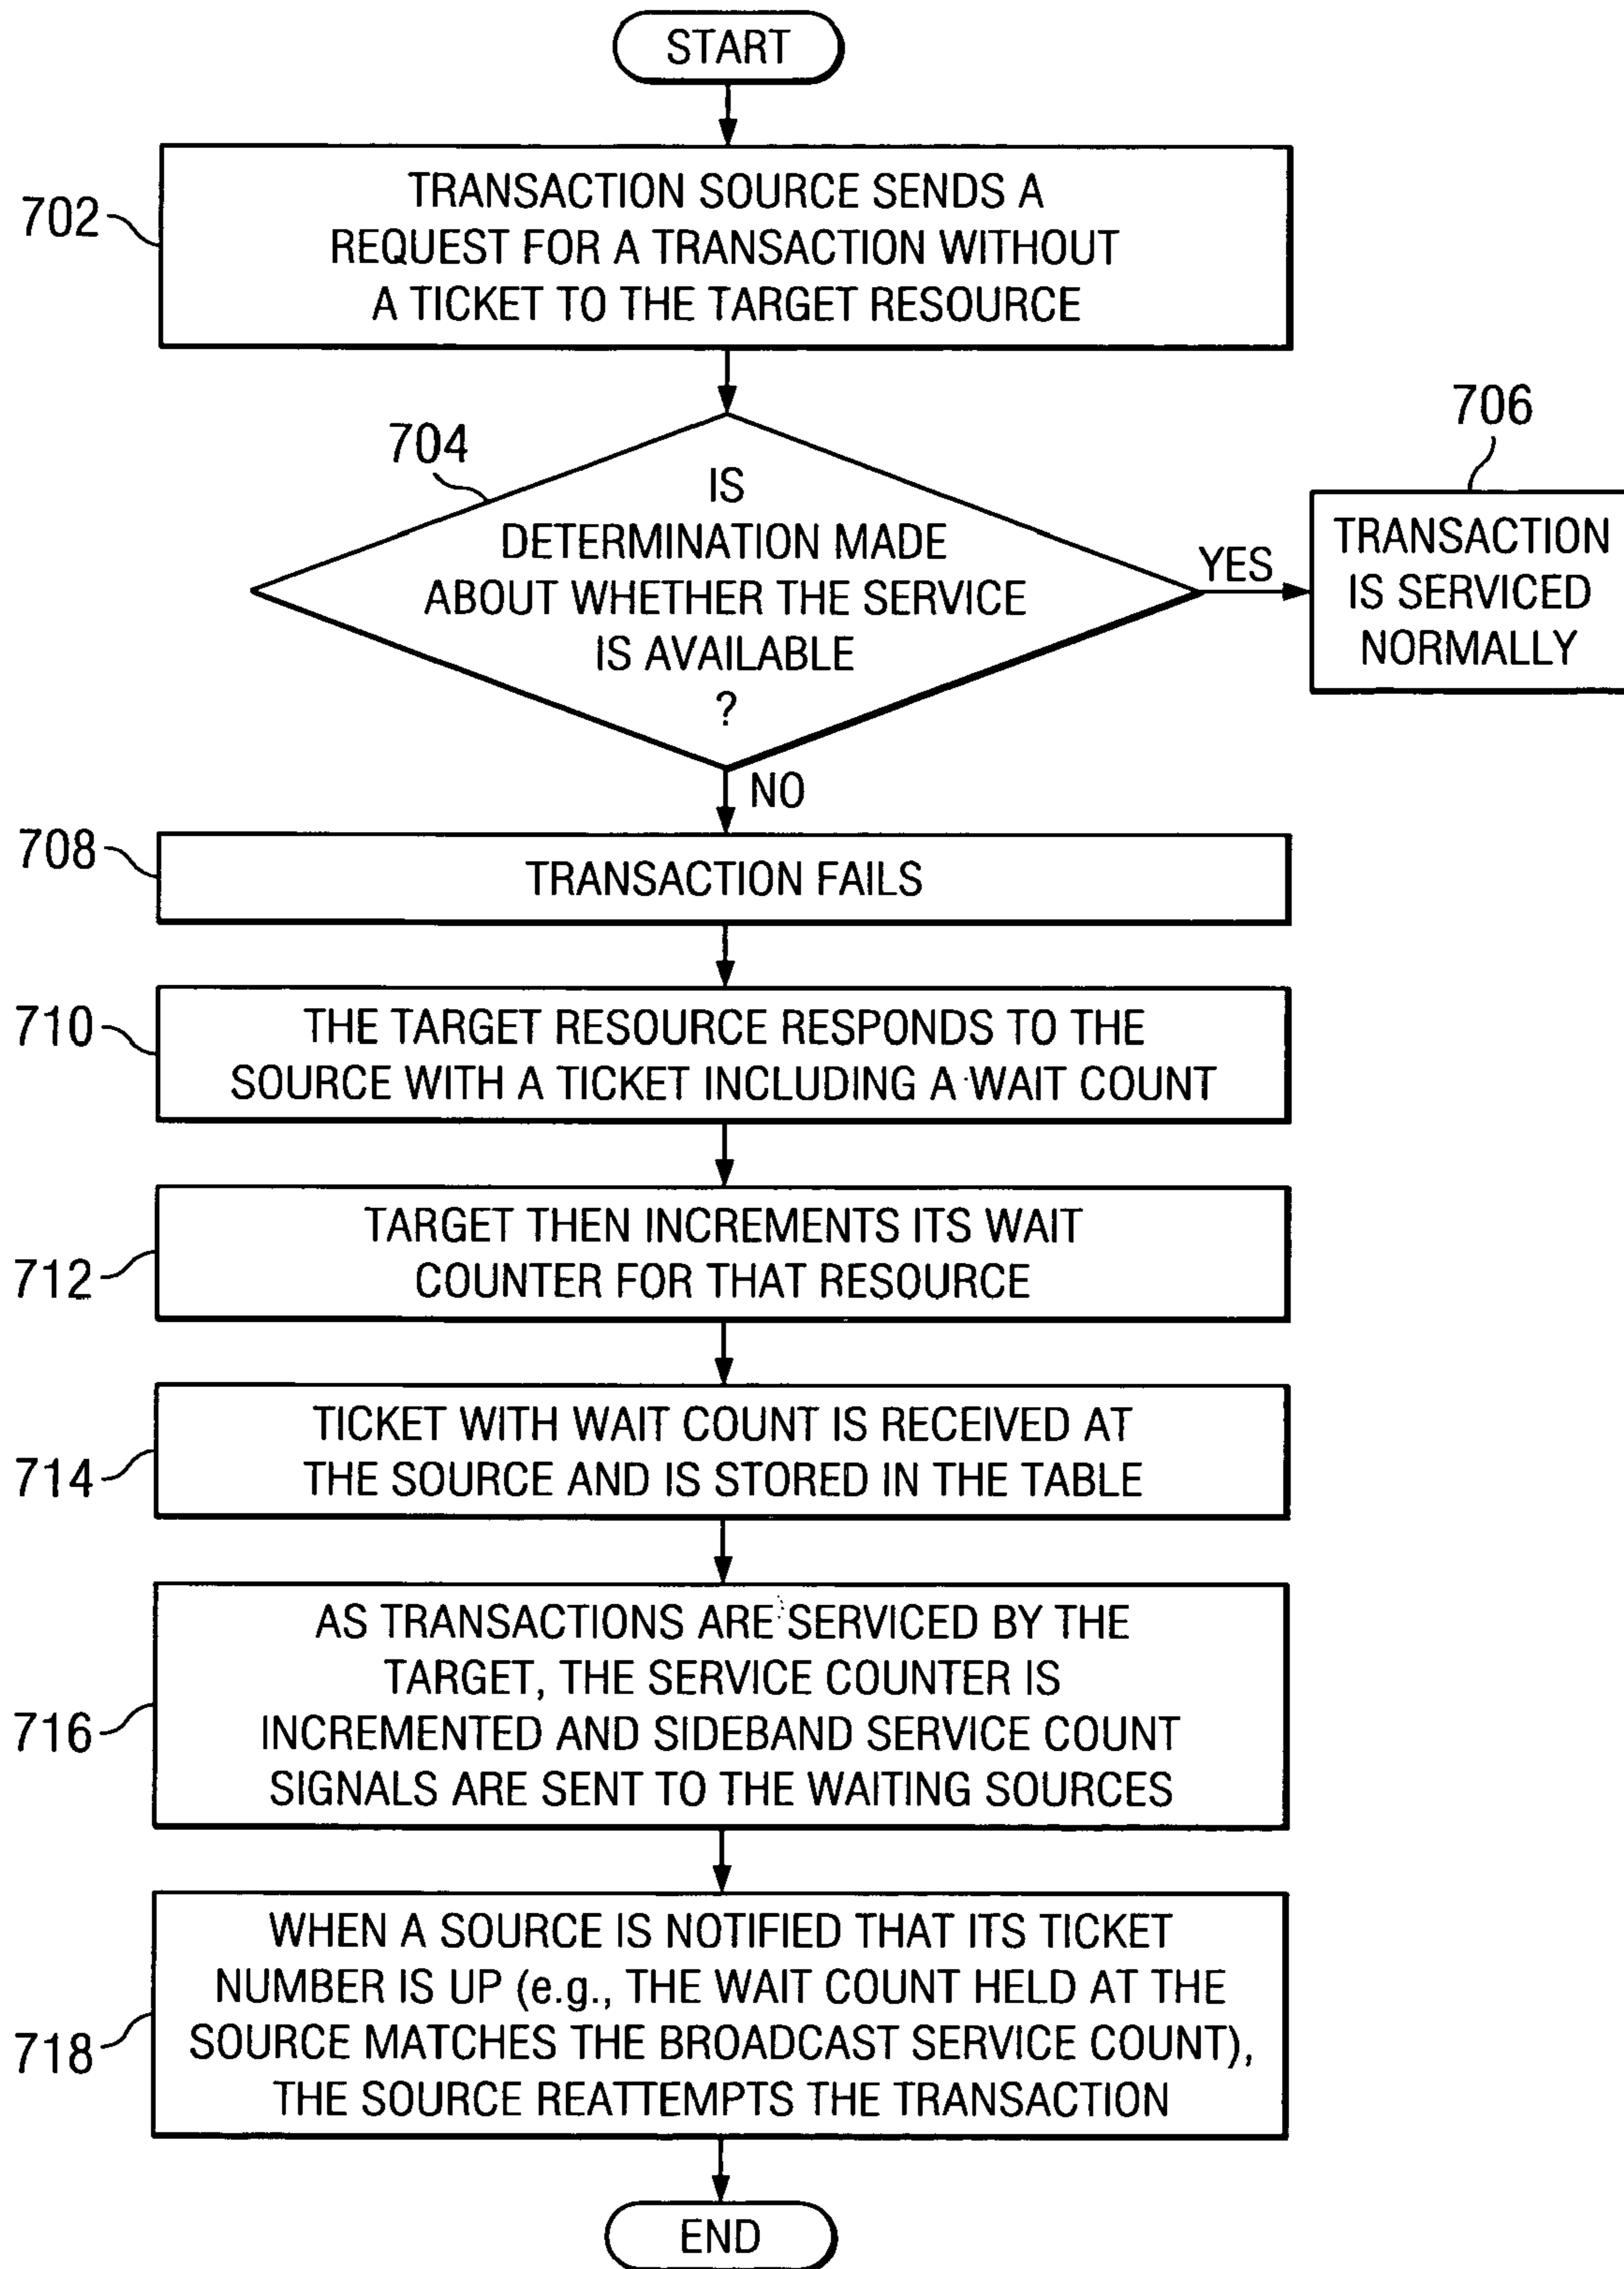 START
702
TRANSACTION SOURCE SENDS A
REQUEST FOR A TRANSACTION WITHOUT
A TICKET TO THE TARGET RESOURCE
704
IS
DETERMINATION MADE
ABOUT WHETHER THE SERVICE
IS AVAILABLE
?
YES
706
TRANSACTION
IS SERVICED
NORMALLY
NO
708
TRANSACTION FAILS
710
THE TARGET RESOURCE RESPONDS TO THE
SOURCE WITH A TICKET INCLUDING A WAIT COUNT
712
TARGET THEN INCREMENTS ITS WAIT
COUNTER FOR THAT RESOURCE
714
TICKET WITH WAIT COUNT IS RECEIVED AT
THE SOURCE AND IS STORED IN THE TABLE
716
AS TRANSACTIONS ARE SERVICED BY THE
TARGET, THE SERVICE COUNTER IS
INCREMENTED AND SIDEBAND SERVICE COUNT
SIGNALS ARE SENT TO THE WAITING SOURCES
718
WHEN A SOURCE IS NOTIFIED THAT ITS TICKET
NUMBER IS UP (e.g., THE WAIT COUNT HELD AT THE
SOURCE MATCHES THE BROADCAST SERVICE COUNT),
THE SOURCE REATTEMPTS THE TRANSACTION
END